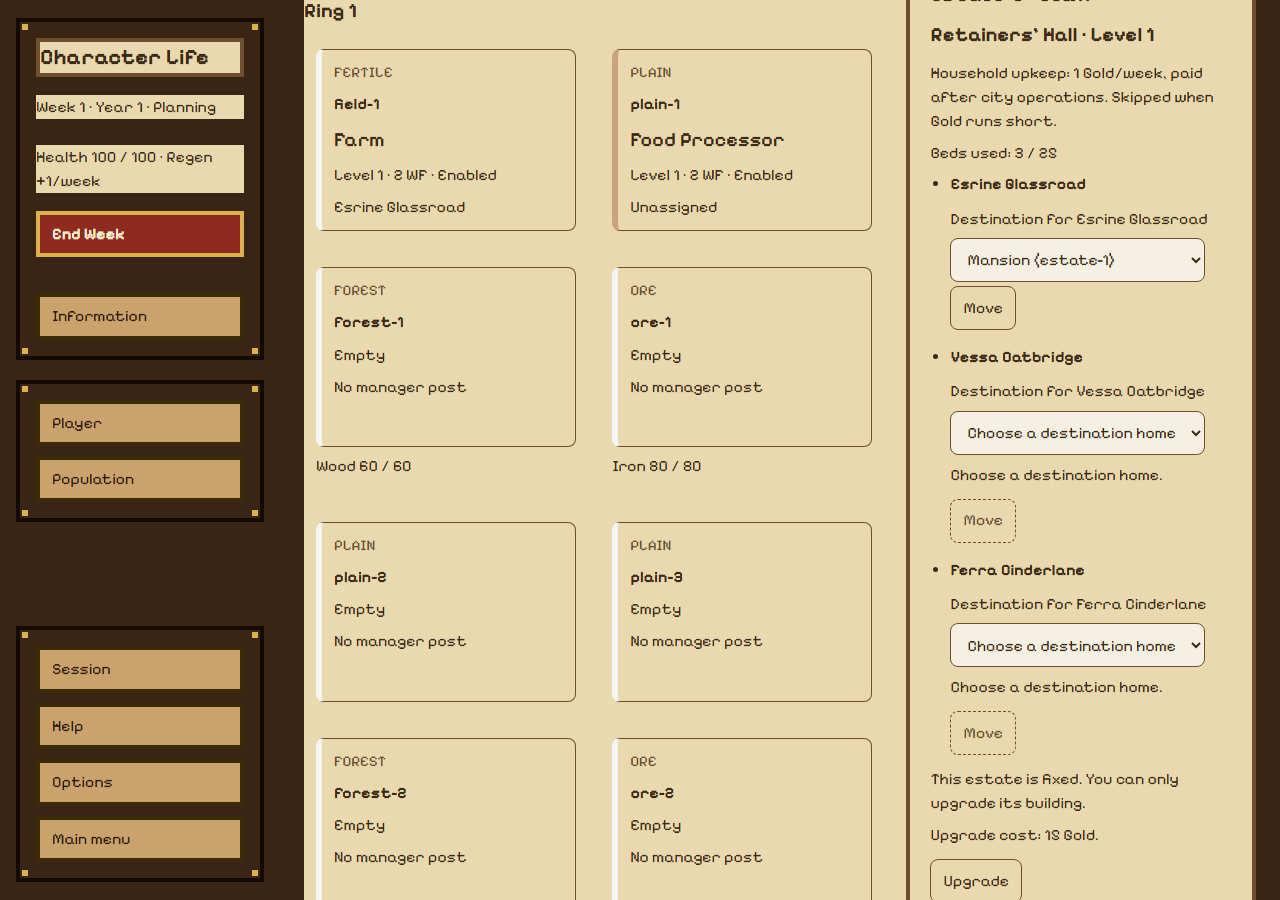 Character Life
Week 1 · Year 1 · Planning
Health 100 / 100 · Regen
+1/week
End Week
Information
Player
Population
Session
Help
Options
Main menu
Ring 1
FERTILE
field-1
Farm
Level 1 · 2 WF · Enabled
Esrine Glassroad
PLAIN
plain-1
Food Processor
Level 1 · 2 WF · Enabled
Unassigned
FOREST
forest-1
Empty
No manager post
Wood 60 / 60
ORE
ore-1
Empty
No manager post
Iron 80 / 80
PLAIN
plain-2
Empty
No manager post
PLAIN
plain-3
Empty
No manager post
FOREST
forest-2
Empty
No manager post
ORE
ore-2
Empty
No manager post
Retainers' Hall · Level 1
Household upkeep: 1 Gold/week, paid
after city operations. Skipped when
Gold runs short.
Beds used: 3 / 25
Esrine Glassroad
Destination for Esrine Glassroad
Mansion (estate-1)
Move
Vessa Oatbridge
Destination for Vessa Oatbridge
Choose a destination home
Choose a destination home.
Move
Ferra Cinderlane
Destination for Ferra Cinderlane
Choose a destination home
Choose a destination home.
Move
This estate is fixed. You can only
upgrade its building.
Upgrade cost: 15 Gold.
Upgrade